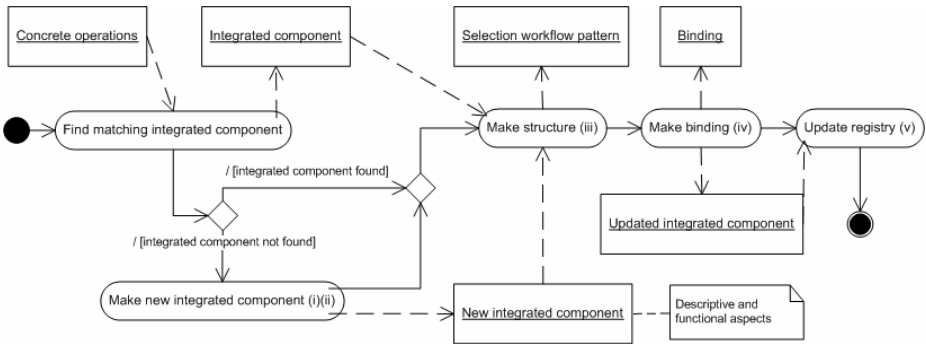 Concrete operations
Integrated component
Selection workflow pattern
Binding
Find matching integrated component
Make structure (iii)
Make binding (iv)
Update registry (v)
/ [integrated component found]
/ [integrated component not found]
Updated integrated component
Make new integrated component (i)(ii)
New integrated component
Descriptive and
functional aspects